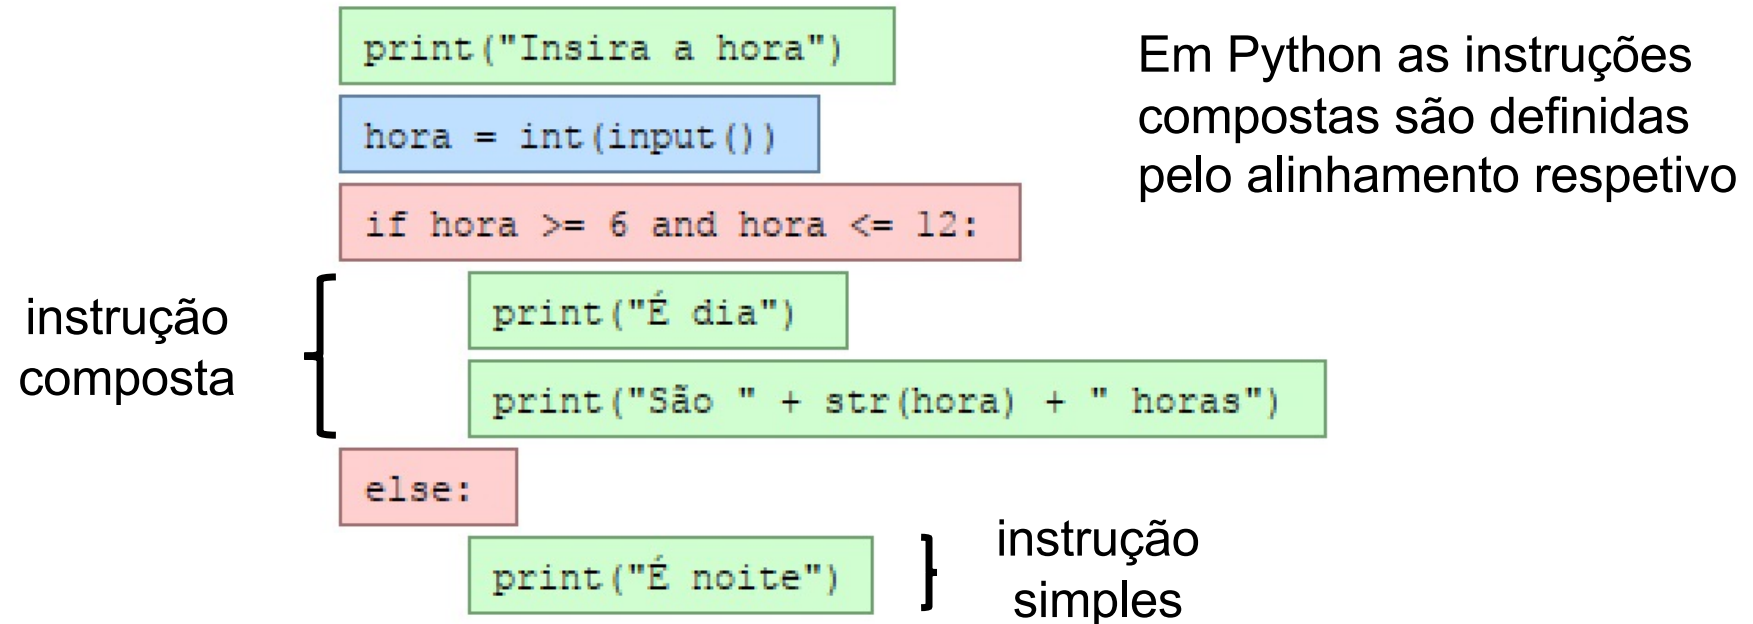 print("Insira a hora")
hora = int(input())
if hora >= 6 and hora <= 12:
print("É dia")
print("São " + str(hora) + " horas")
else:
print("É noite")
Em Python as instruções
compostas são definidas
pelo alinhamento respetivo
instrução
composta
instrução
simples